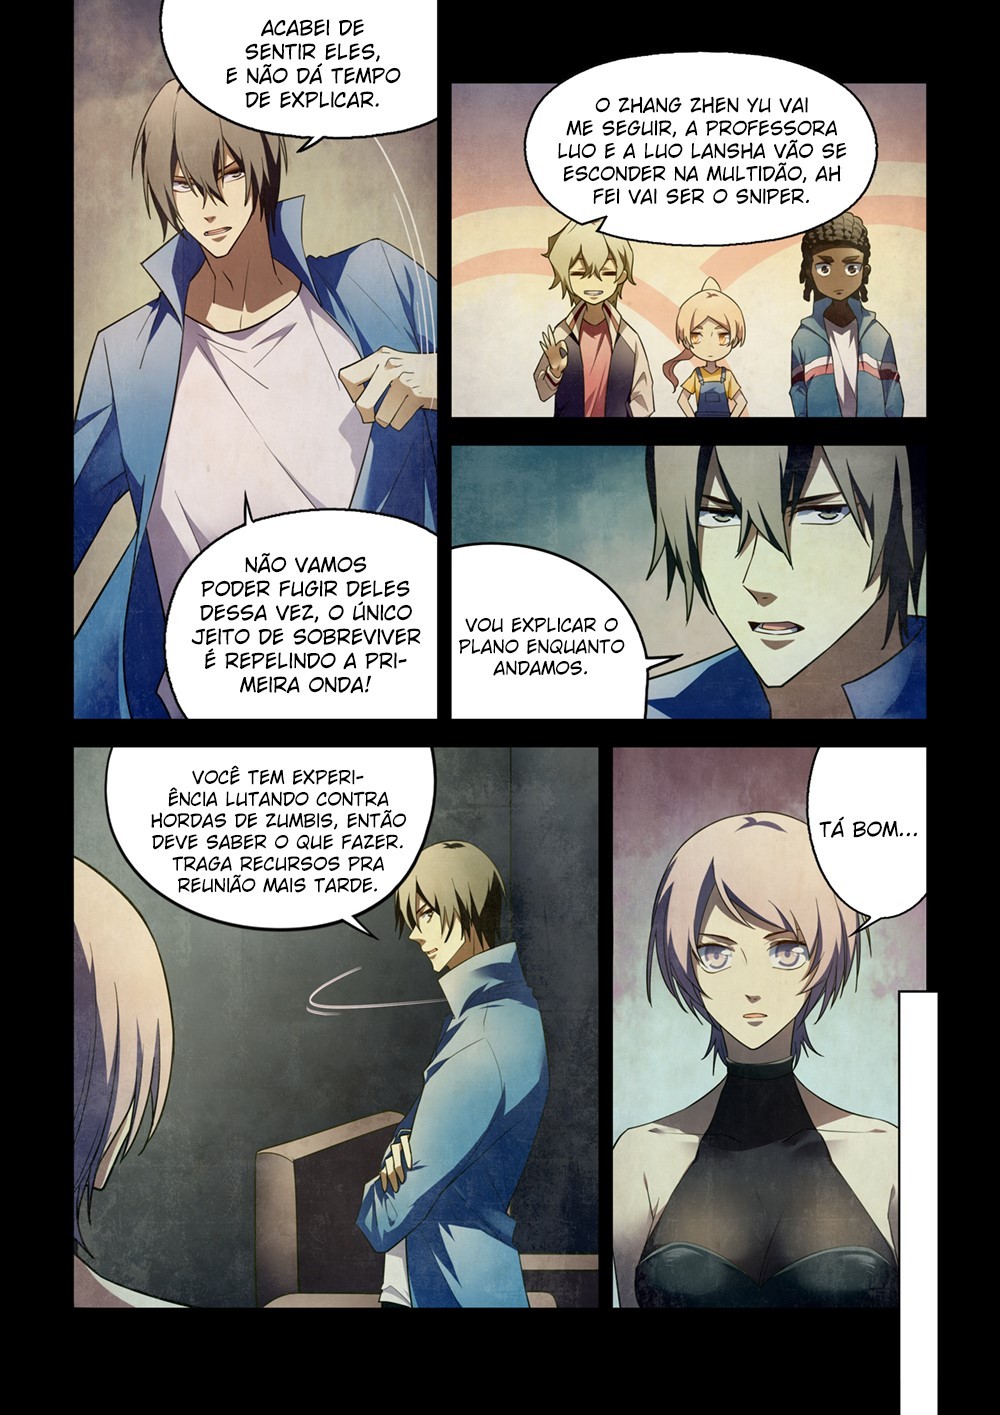 ACABEI DE
SENTIR ELES,
E NÃO DÁ TEMPO
DE EXPLICAR.
NÃO VAMOS
PODER FUGIR DELES
DESSA VEZ, O ÚNICO
JEITO DE SOBREVIVER
É REPELINDO A PRI-
MEIRA ONDA!
O ZHANG ZHEN YU VAI
ME SEGUIR, A PROFESSORA
LUO E A LUO LANSHA VÃO SE
ESCONDER NA MULTIDÃO, AH
FEI VAI SER O SNIPER.
VOU EXPLICAR O
PLANO ENQUANTO
ANDAMOS.
VOCÊ TEM EXPERI-
ÊNCIA LUTANDO CONTRA
HORDAS DE ZUMBIS, ENTÃO
DEVE SABER O QUE FAZER.
TRAGA RECURSOS PRA
REUNIÃO MAIS TARDE.
TÁ BOM...